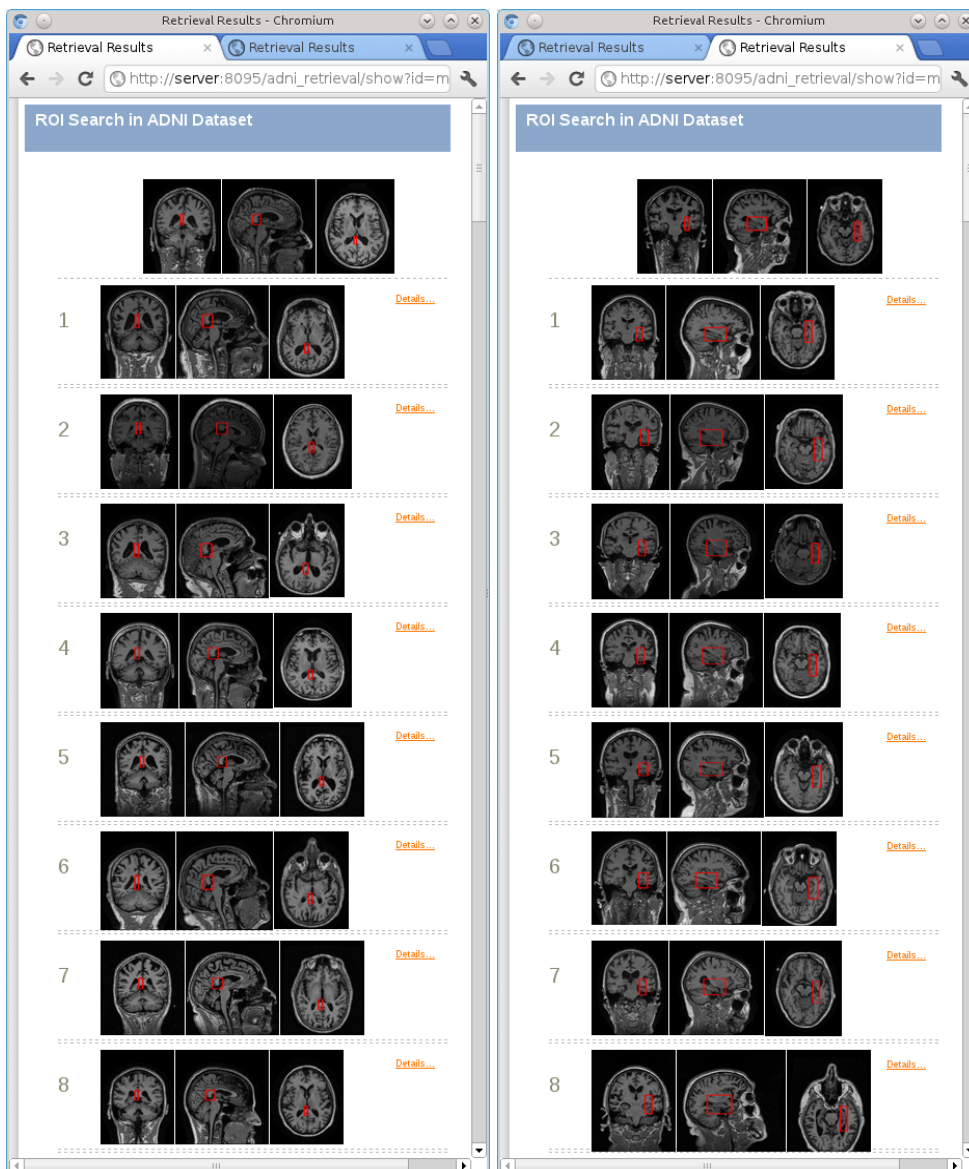 Retrieval Results - Chromium
Retrieval Results × Retrieval Results ×
http://server:8095/adni_retrieval/show?id=m
ROI Search in ADNI Dataset
1 Details...
2 Details...
3 Details...
4 Details...
5 Details...
6 Details...
7 Details...
8 Details...
Retrieval Results - Chromium
Retrieval Results × Retrieval Results ×
http://server:8095/adni_retrieval/show?id=m
ROI Search in ADNI Dataset
1 Details...
2 Details...
3 Details...
4 Details...
5 Details...
6 Details...
7 Details...
8 Details...